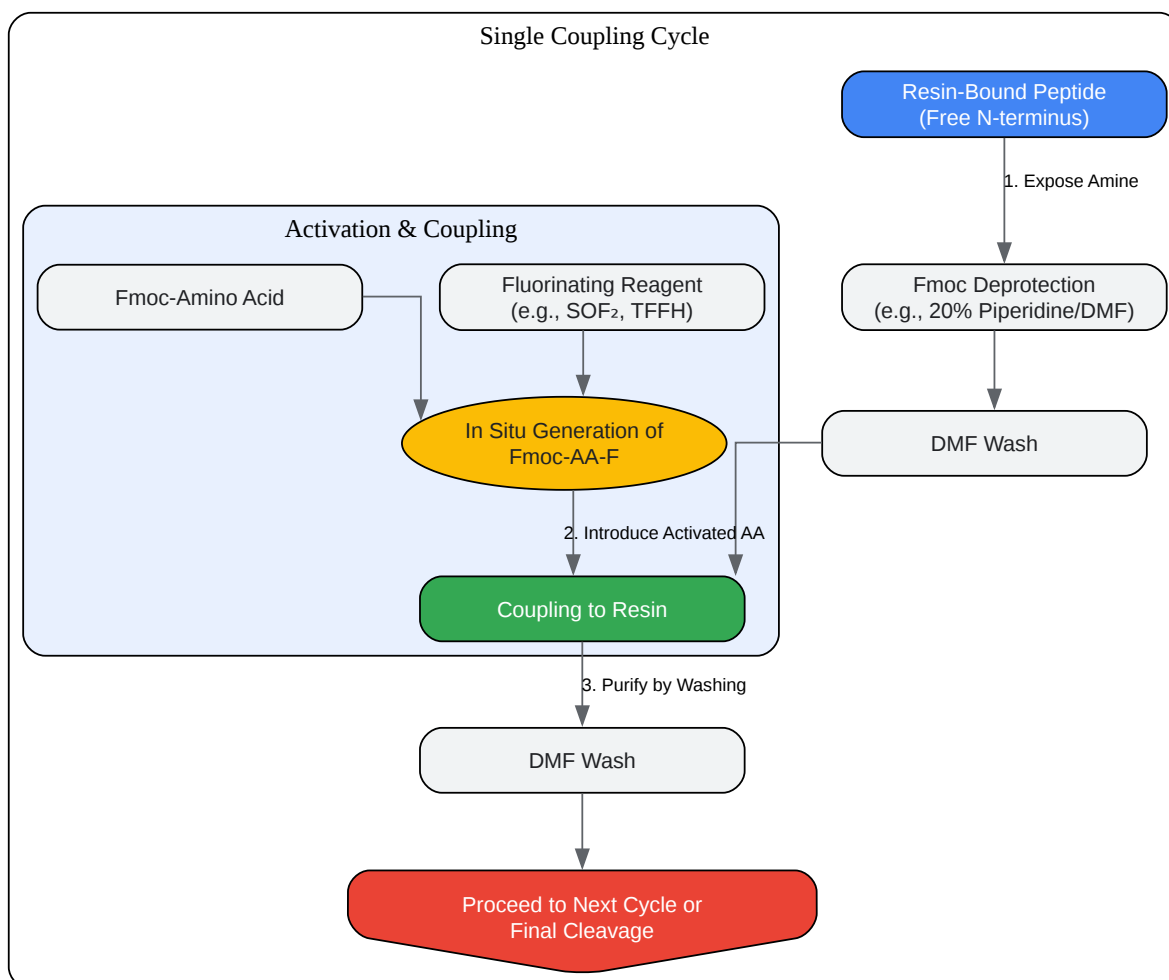 Single Coupling Cycle
Resin-Bound Peptide
(Free N-terminus)
1. Expose Amine
Activation & Coupling
Fmoc-Amino Acid
Fluorinating Reagent
(e.g., SOF₂, TFFH)
Fmoc Deprotection
(e.g., 20% Piperidine/DMF)
In Situ Generation of
Fmoc-AA-F
DMF Wash
2. Introduce Activated AA
Coupling to Resin
3. Purify by Washing
DMF Wash
Proceed to Next Cycle or
Final Cleavage